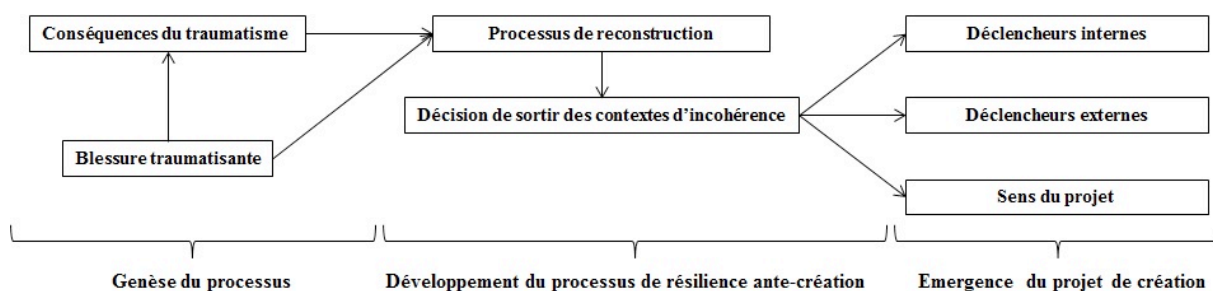 Conséquences du traumatisme
Processus de reconstruction
Déclencheurs internes
Décision de sortir des contextes d’incohérence
Déclencheurs externes
Blessure traumatisante
Sens du projet
Genèse du processus
Développement du processus de résilience ante-création
Emergence du projet de création